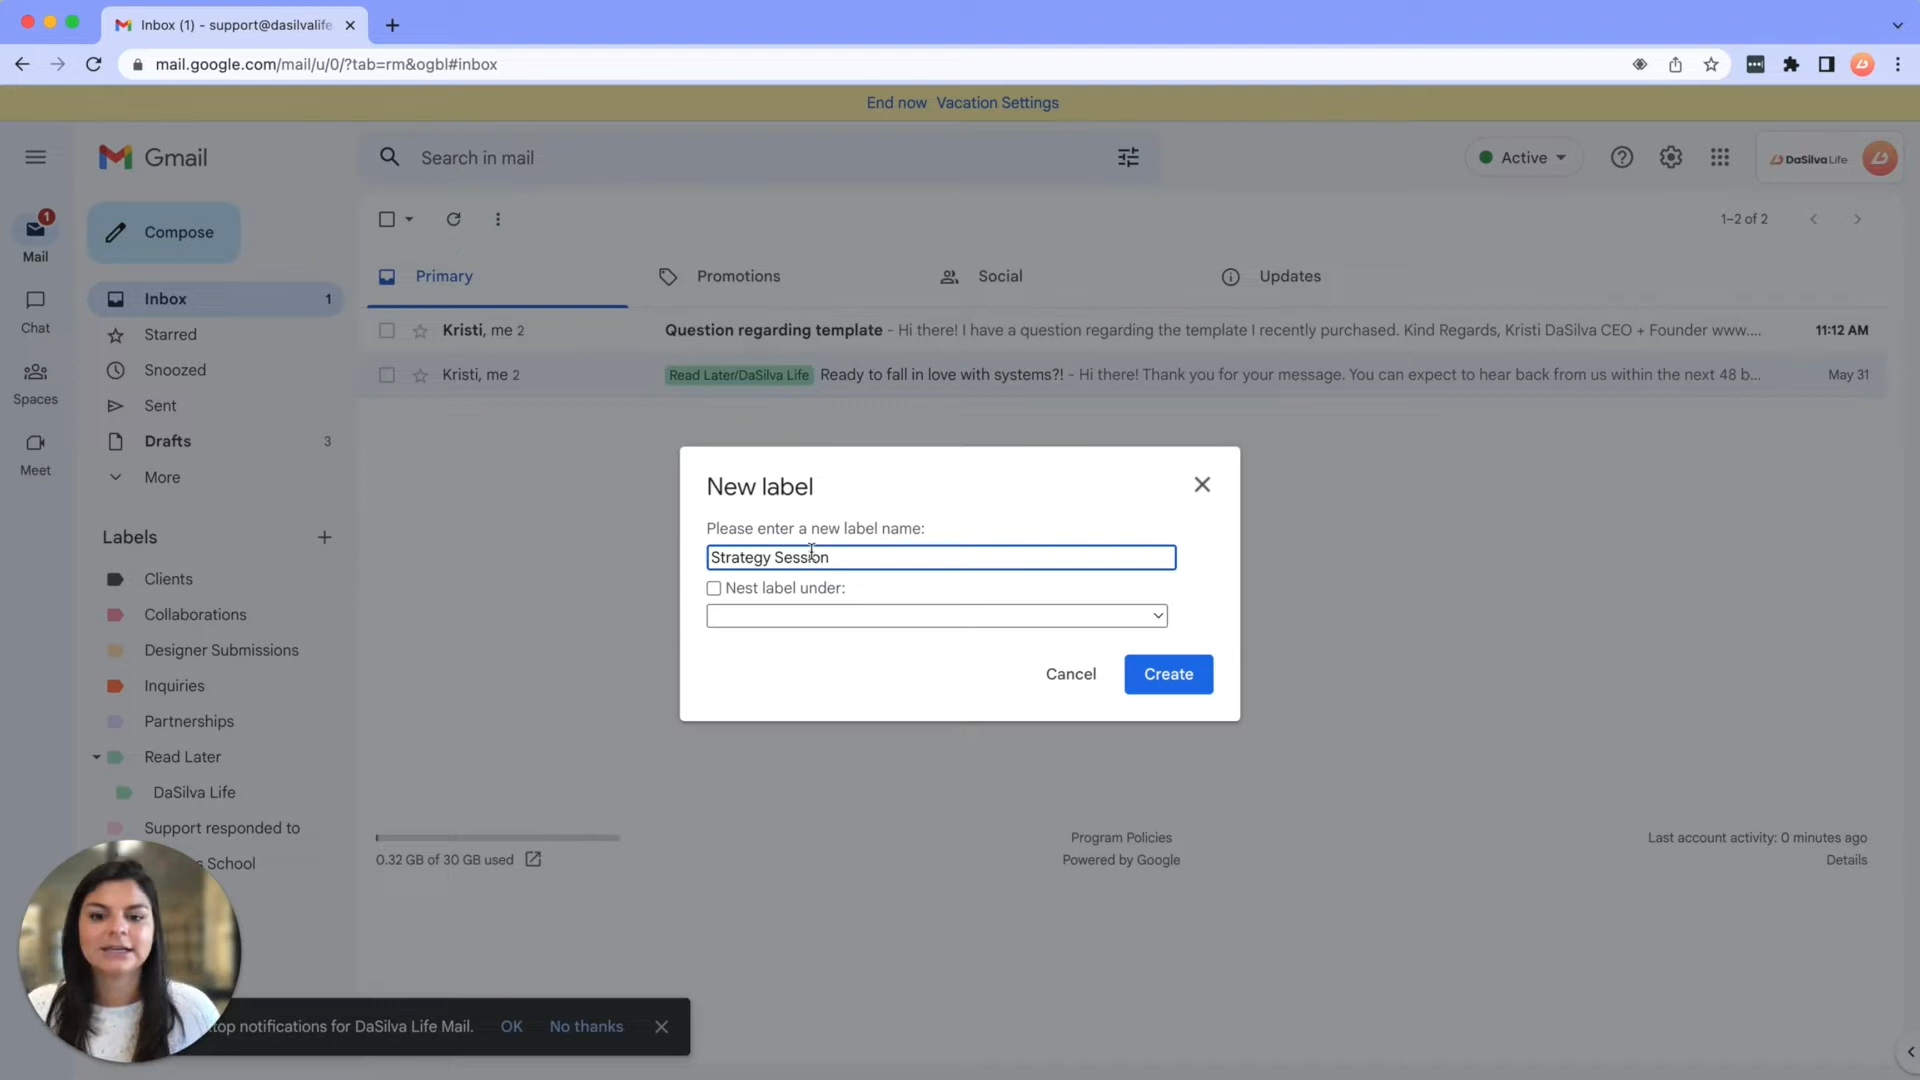 Inbox (1) - support@dasilvalife
mail.google.com/mail/u/0/?tab=rm&ogbl#inbox
End now Vacation Settings
Gmail
Search in mail
Active
DaSilva Life
1
Mail
Chat
Spaces
Meet
Compose
Inbox 1
Starred
Snoozed
Sent
Drafts 3
More
Labels
Clients
Collaborations
Designer Submissions
Inquiries
Partnerships
Read Later
DaSilva Life
Support responded to
School
1–2 of 2
Primary Promotions Social Updates
Kristi, me 2 Question regarding template - Hi there! I have a question regarding the template I recently purchased. Kind Regards, Kristi DaSilva CEO + Founder www.... 11:12 AM
Kristi, me 2 Read Later/DaSilva Life Ready to fall in love with systems?! - Hi there! Thank you for your message. You can expect to hear back from us within the next 48 b... May 31
New label
Please enter a new label name:
Strategy Session
Nest label under:
Cancel Create
0.32 GB of 30 GB used
Program Policies
Powered by Google
Last account activity: 0 minutes ago
Details
notifications for DaSilva Life Mail. OK No thanks